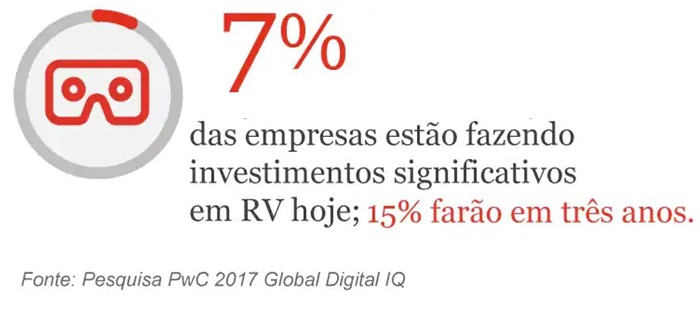 7%
das empresas estão fazendo
investimentos significativos
em RV hoje; 15% farão em três anos.
Fonte: Pesquisa PwC 2017 Global Digital IQ